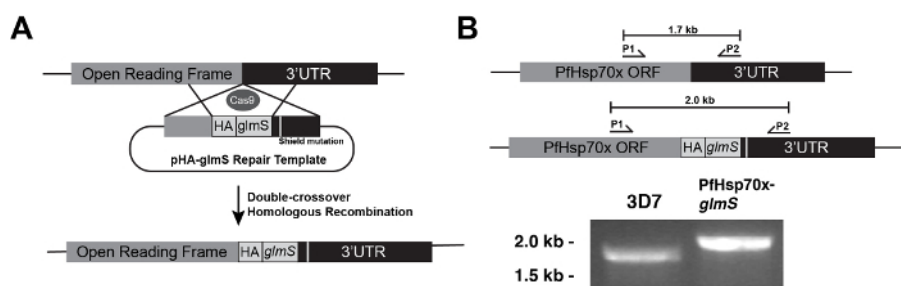 A
Open Reading Frame 3'UTR
Cas9
HA glmS
Shield mutation
pHA-glmS Repair Template
Double-crossover
Homologous Recombination
Open Reading Frame HA glmS 3'UTR
B
1.7 kb
P1 P2
PfHsp70x ORF 3'UTR
2.0 kb
P1 P2
PfHsp70x ORF HA glmS 3'UTR
3D7 PfHsp70x-
glmS
2.0 kb -
1.5 kb -